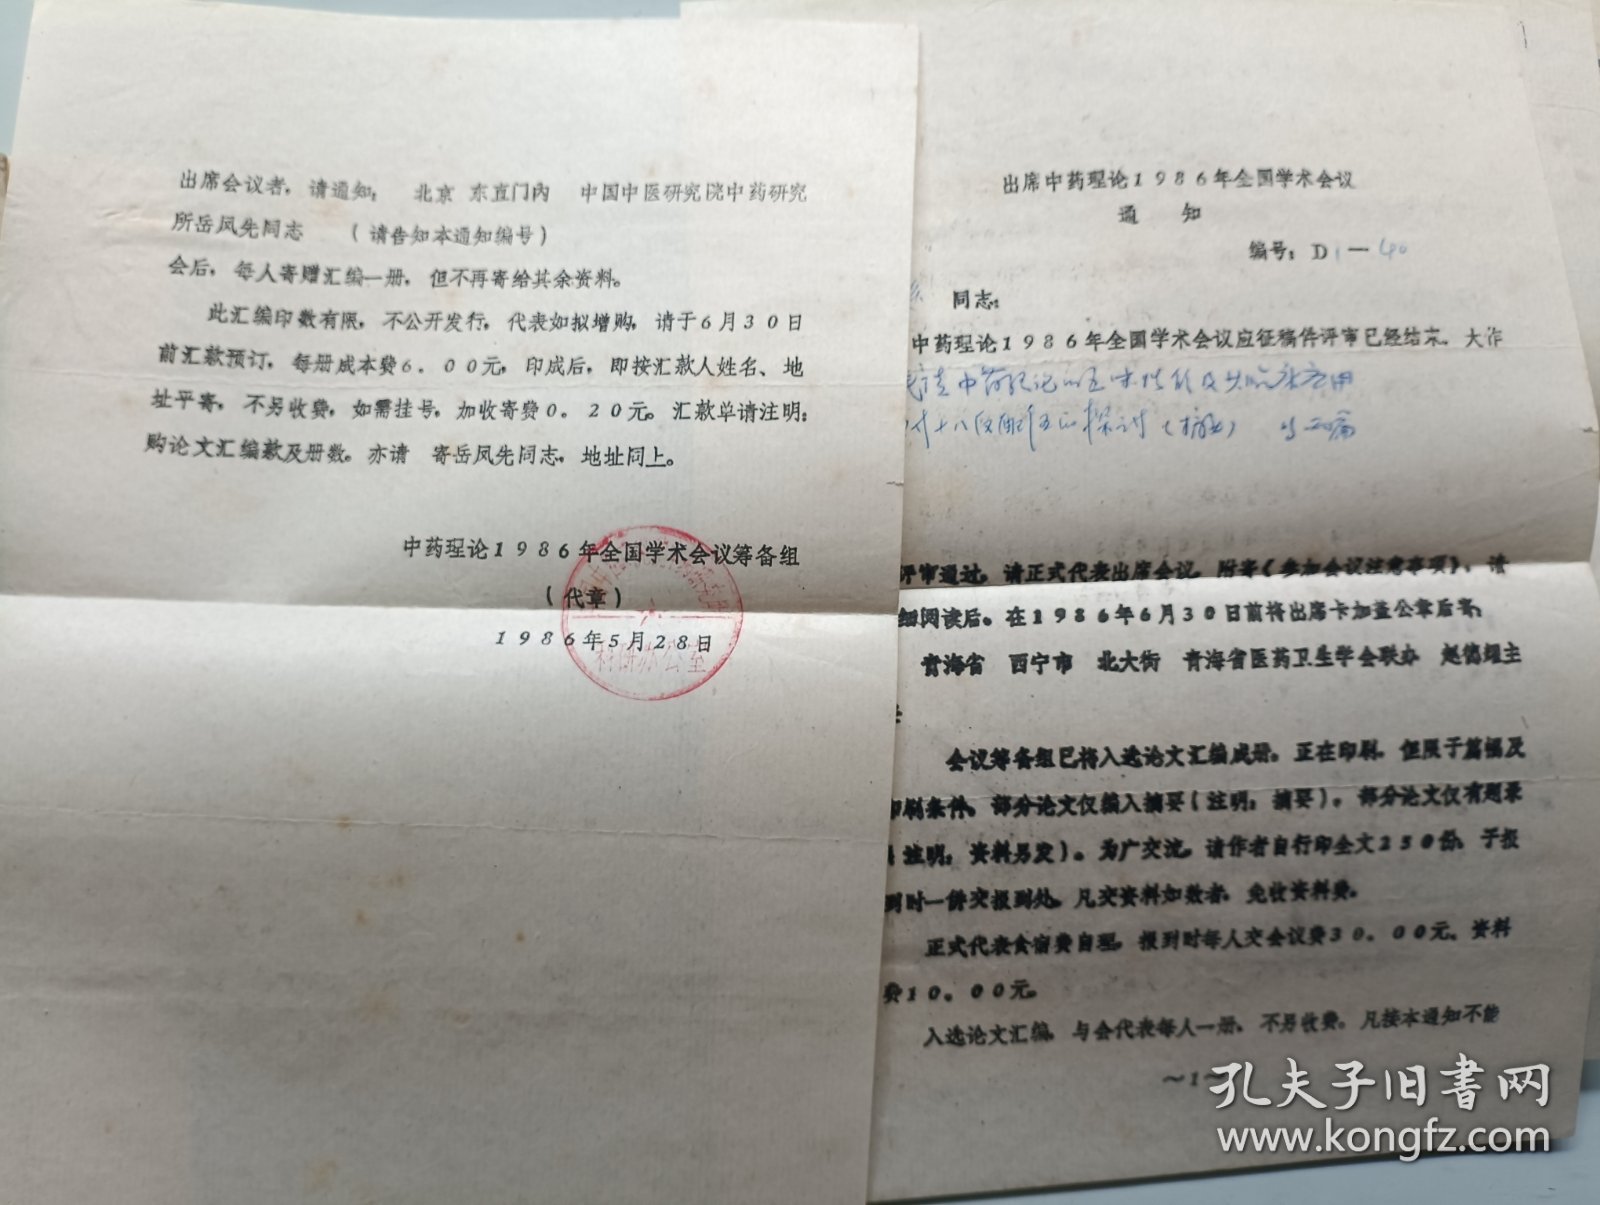 出席中药理论1986年全国学术会议
通 知
编号：D1—40
同志：
中药理论1986年全国学术会议应征稿件评审已经结束。大作
探讨（摘要）
评审通过，请正式代表出席会议，附寄《参加会议注意事项》，请
细阅读后。在1986年6月30日前将出席卡加盖公章后寄：
青海省 西宁市 北大街 青海省医药卫生学会联办 赵德耀主
会议筹备组已将入选论文汇编成册，正在印刷，但限于篇幅及
印刷条件，部分论文仅编入摘要（注明：摘要）。部分论文仅有题录
（注明：资料另发）。为广交流，请作者自行印全文250份，于报
到时一并交报到处。凡交资料如数者，免收资料费。
正式代表食宿费自理，报到时每人交会议费30．00元、资料
费10．00元。
入选论文汇编，与会代表每人一册，不另收费。凡接本通知不能
～1～
出席会议者，请通知：北京 东直门内 中国中医研究院中药研究
所岳凤先同志 （请告知本通知编号）
会后，每人寄赠汇编一册，但不再寄给其余资料。
此汇编印数有限，不公开发行，代表如拟增购，请于6月30日
前汇款预订，每册成本费6．00元，印成后，即按汇款人姓名、地
址平寄，不另收费，如需挂号，加收寄费0．20元。汇款单请注明：
购论文汇编款及册数。亦请 寄岳凤先同志，地址同上。
中药理论1986年全国学术会议筹备组
（代章）
1986年5月28日
科研办公室
孔夫子旧书网
www.kongfz.com